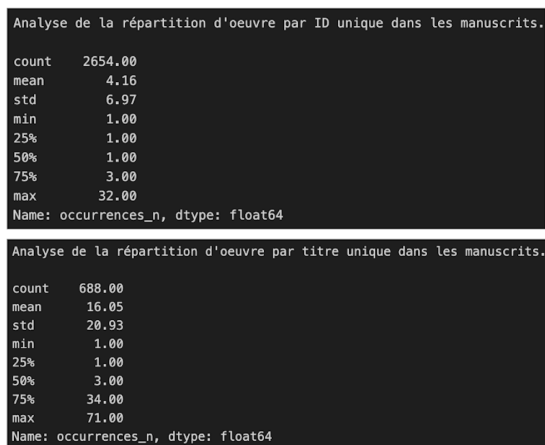 Analyse de la répartition d'oeuvre par ID unique dans les manuscrits.
count 2654.00
mean 4.16
std 6.97
min 1.00
25% 1.00
50% 1.00
75% 3.00
max 32.00
Name: occurrences_n, dtype: float64
Analyse de la répartition d'oeuvre par titre unique dans les manuscrits.
count 688.00
mean 16.05
std 20.93
min 1.00
25% 1.00
50% 3.00
75% 34.00
max 71.00
Name: occurrences_n, dtype: float64